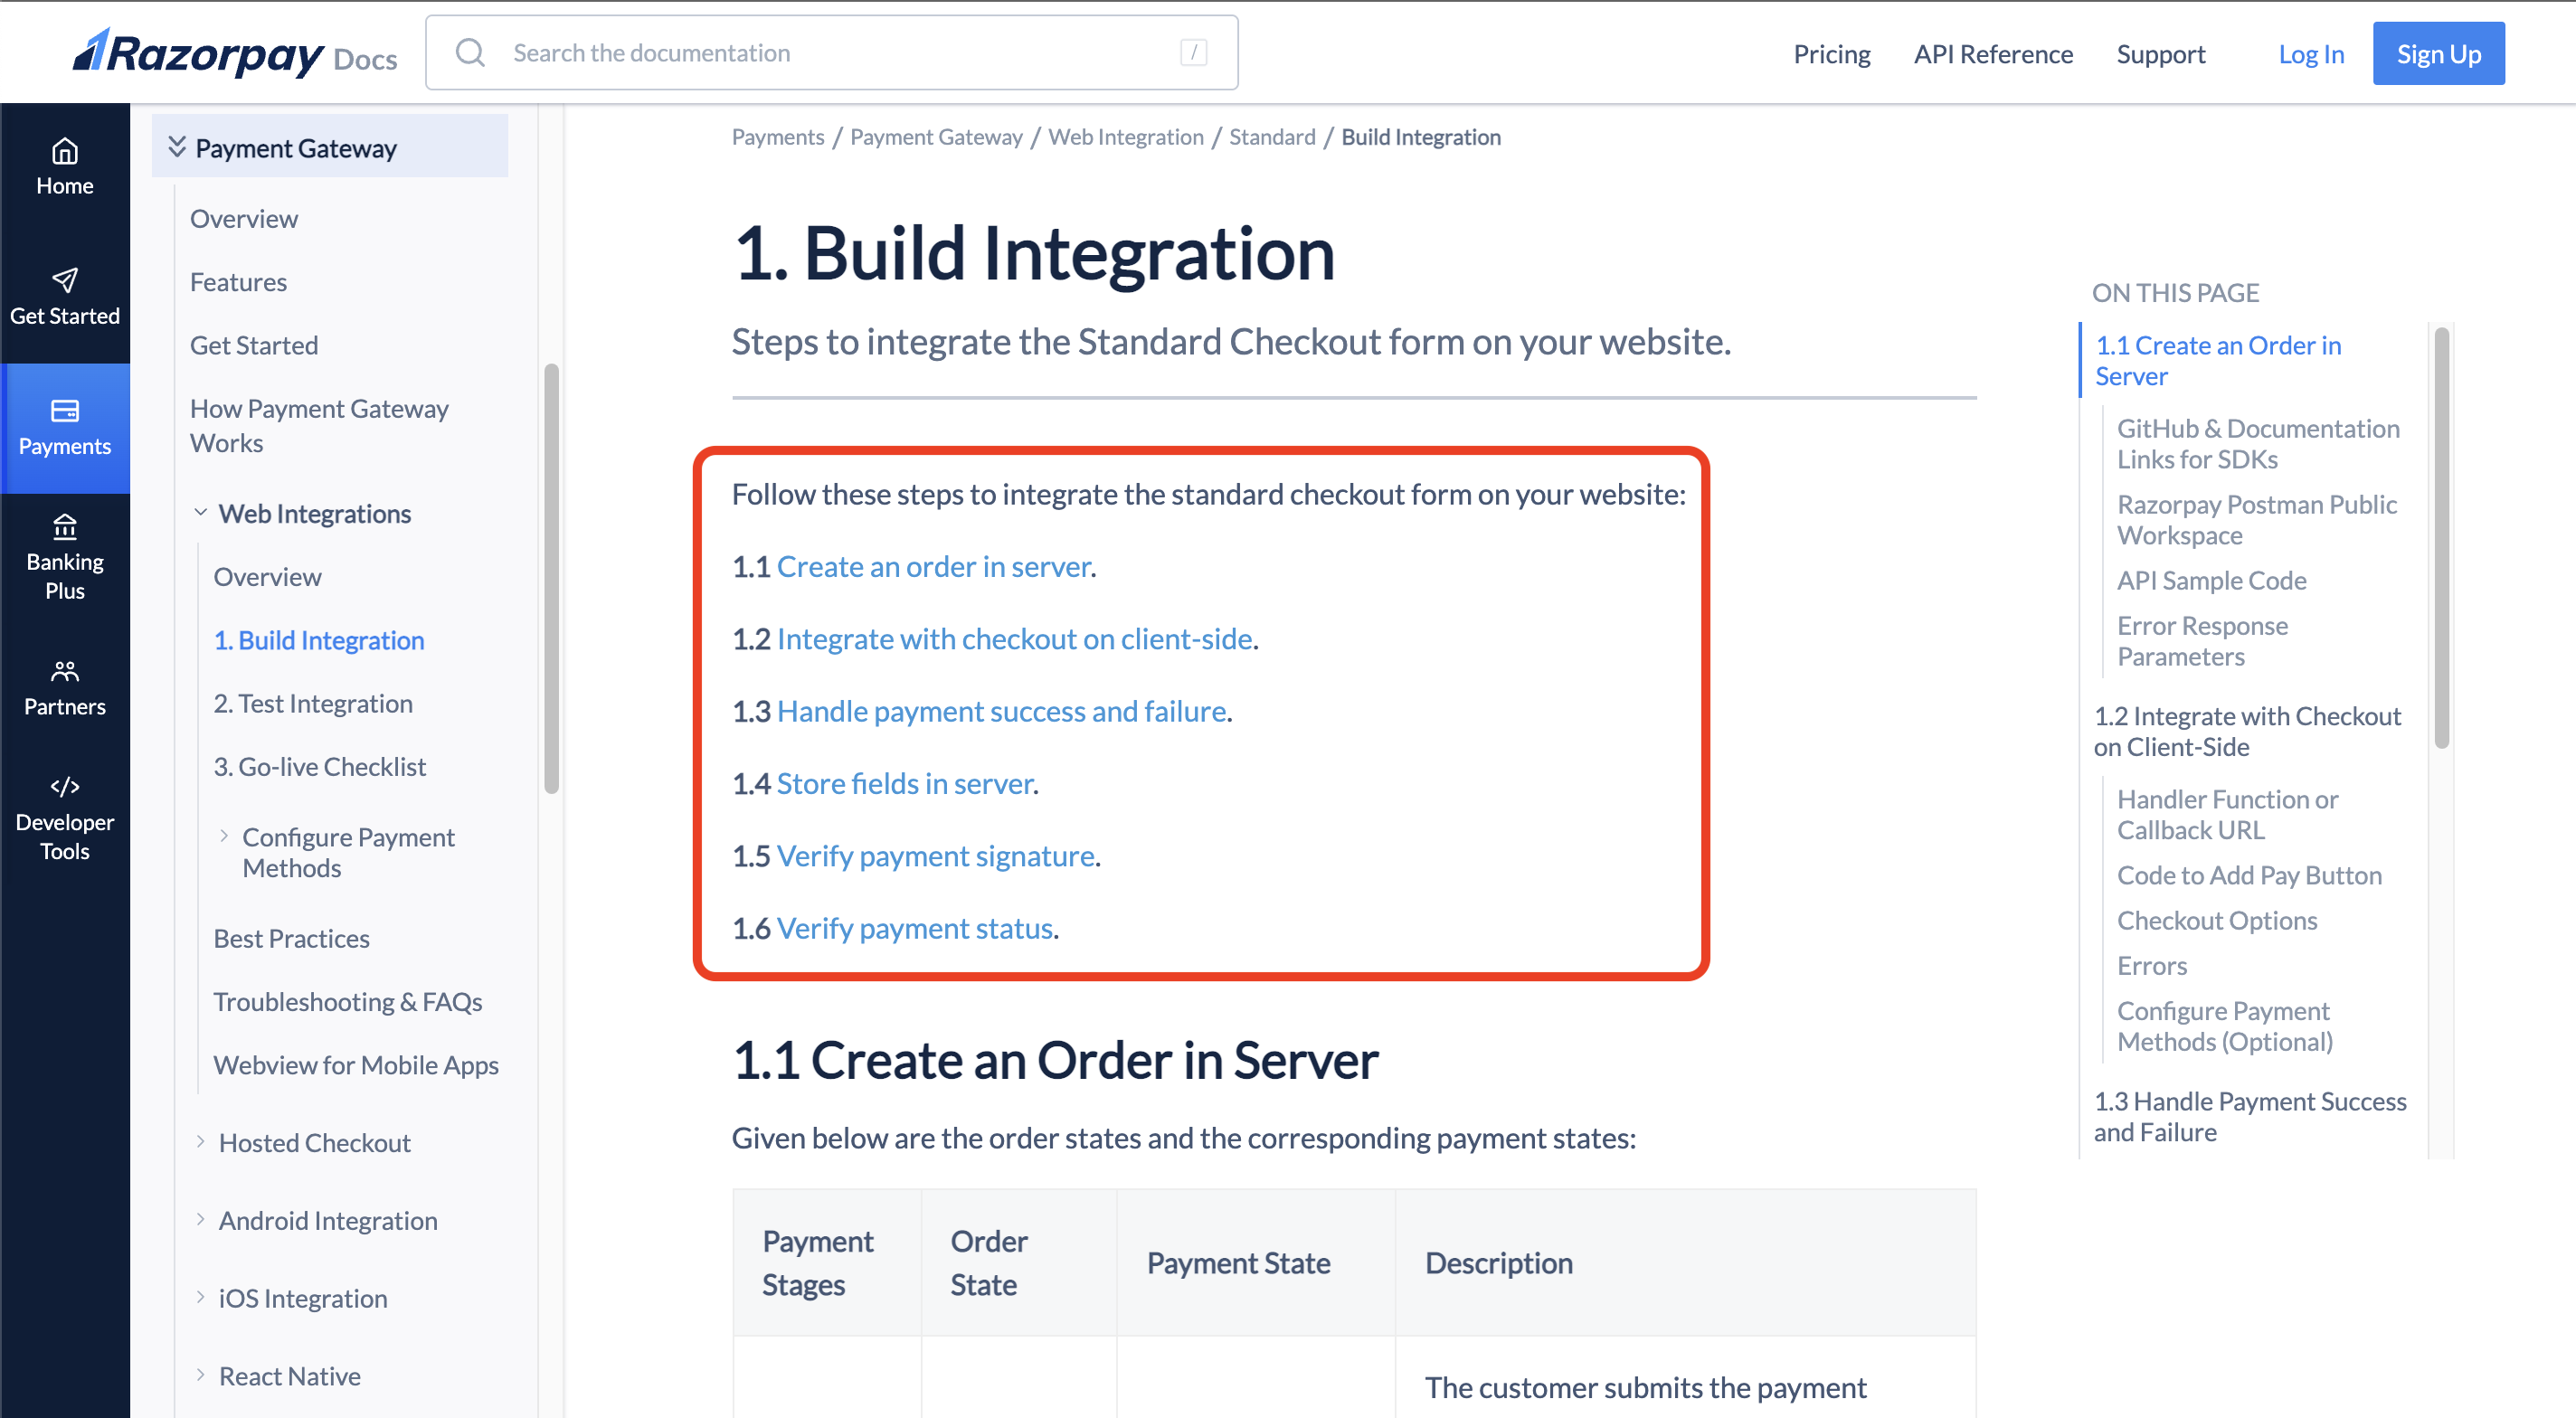 Razorpay Docs
Search the documentation
/
Pricing
API Reference
Support
Log In
Sign Up
Home
Get Started
Payments
Banking
Plus
Partners
Developer
Tools
Payment Gateway
Overview
Features
Get Started
How Payment Gateway
Works
Web Integrations
Overview
1. Build Integration
2. Test Integration
3. Go-live Checklist
Configure Payment
Methods
Best Practices
Troubleshooting & FAQs
Webview for Mobile Apps
Hosted Checkout
Android Integration
iOS Integration
React Native
Payments / Payment Gateway / Web Integration / Standard / Build Integration
1. Build Integration
Steps to integrate the Standard Checkout form on your website.
Follow these steps to integrate the standard checkout form on your website:
1.1 Create an order in server.
1.2 Integrate with checkout on client-side.
1.3 Handle payment success and failure.
1.4 Store fields in server.
1.5 Verify payment signature.
1.6 Verify payment status.
1.1 Create an Order in Server
Given below are the order states and the corresponding payment states:
Payment
Stages
Order
State
Payment State
Description
The customer submits the payment
ON THIS PAGE
1.1 Create an Order in
Server
GitHub & Documentation
Links for SDKs
Razorpay Postman Public
Workspace
API Sample Code
Error Response
Parameters
1.2 Integrate with Checkout
on Client-Side
Handler Function or
Callback URL
Code to Add Pay Button
Checkout Options
Errors
Configure Payment
Methods (Optional)
1.3 Handle Payment Success
and Failure